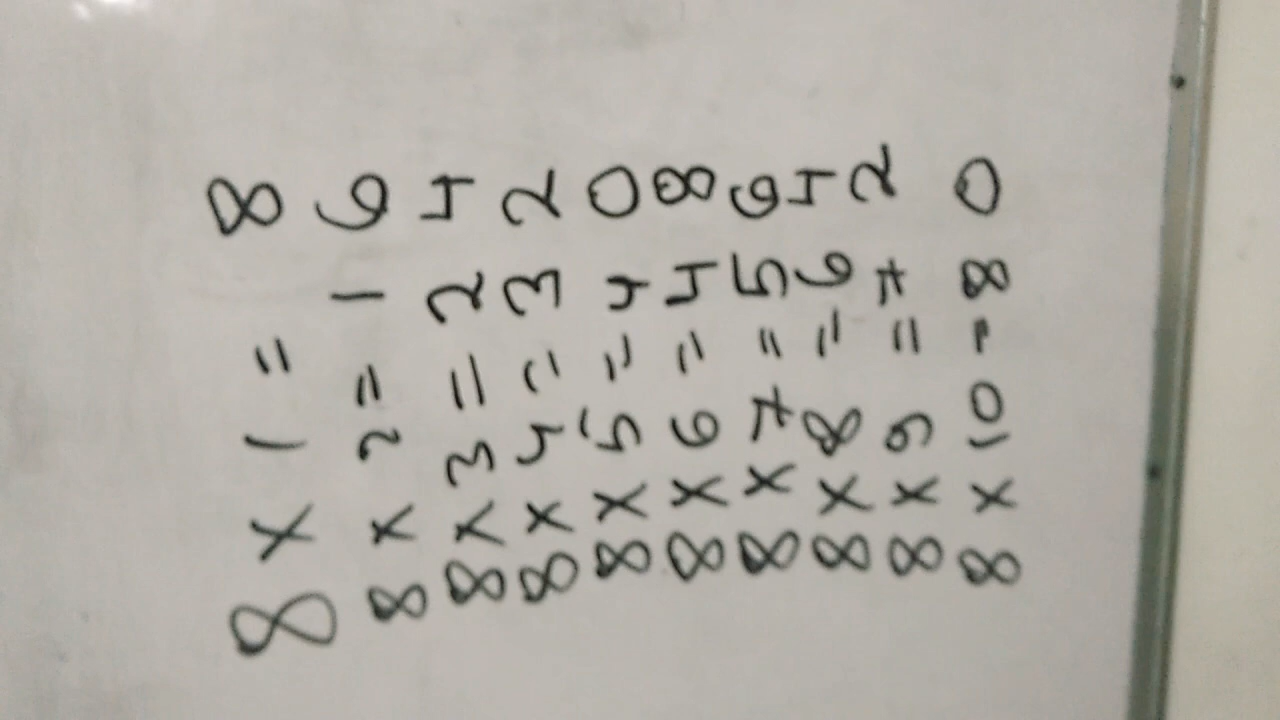 8 x 1 = 8
8 x 2 = 16
8 x 3 = 24
8 x 4 = 32
8 x 5 = 40
8 x 6 = 48
8 x 7 = 56
8 x 8 = 64
8 x 9 = 72
8 x 10 - 80